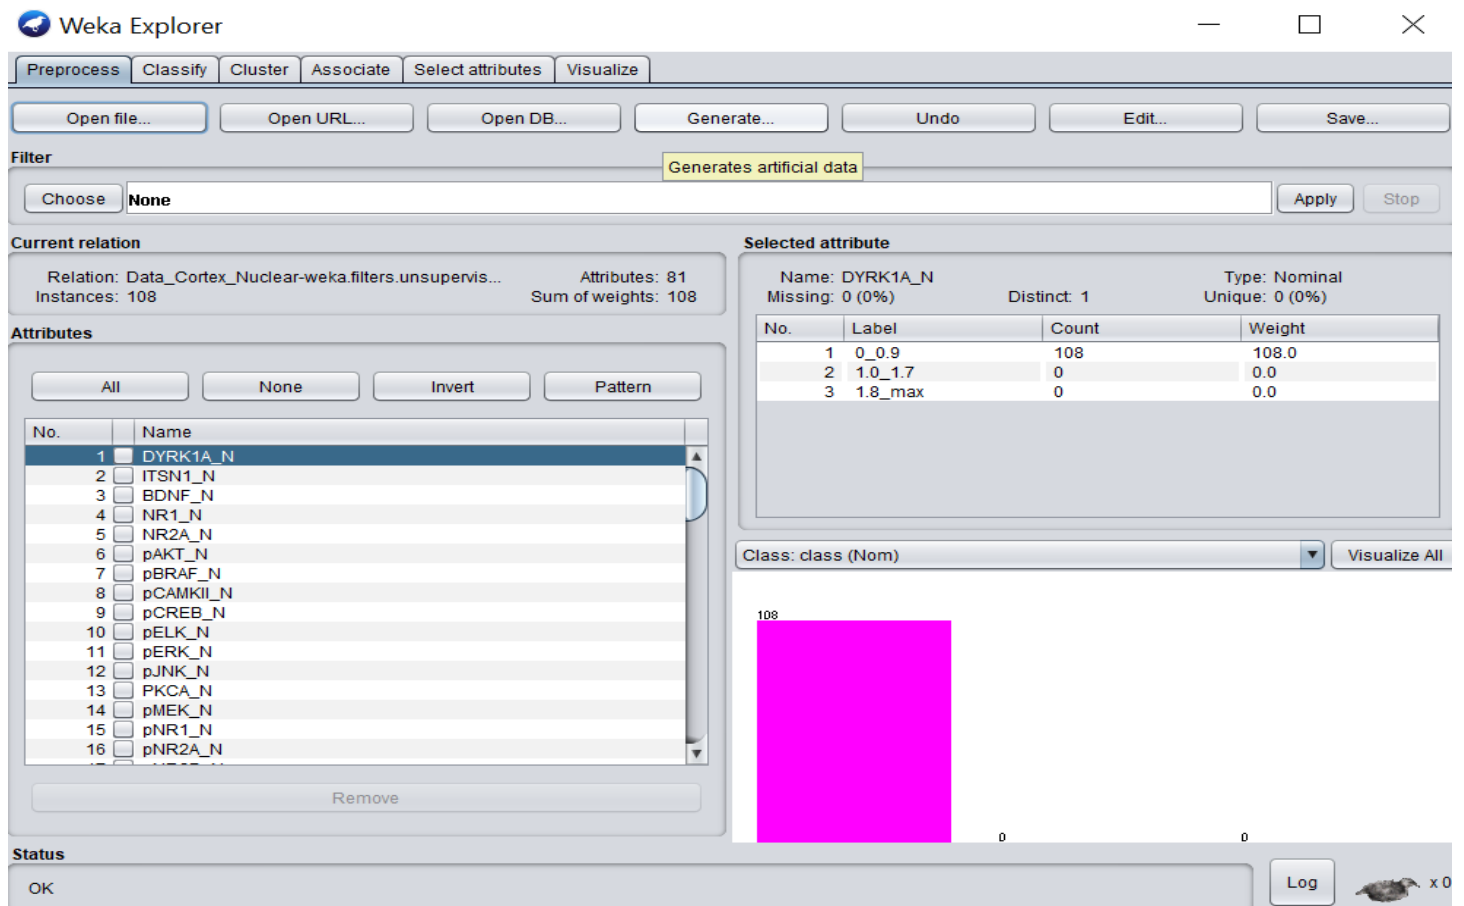 Weka Explorer
Preprocess Classify Cluster Associate Select attributes Visualize
Open file... Open URL... Open DB... Generate... Undo Edit... Save...
Filter
Generates artificial data
Choose None Apply Stop
Current relation
Relation: Data_Cortex_Nuclear-weka.filters.unsupervis... Attributes: 81
Instances: 108 Sum of weights: 108
Attributes
All None Invert Pattern
No. Name
1 DYRK1A_N
2 ITSN1_N
3 BDNF_N
4 NR1_N
5 NR2A_N
6 pAKT_N
7 pBRAF_N
8 pCAMKII_N
9 pCREB_N
10 pELK_N
11 pERK_N
12 pJNK_N
13 PKCA_N
14 pMEK_N
15 pNR1_N
16 pNR2A_N
Remove
Selected attribute
Name: DYRK1A_N Type: Nominal
Missing: 0 (0%) Distinct: 1 Unique: 0 (0%)
No. Label Count Weight
1 0_0.9 108 108.0
2 1.0_1.7 0 0.0
3 1.8_max 0 0.0
Class: class (Nom) Visualize All
108
0 0
Status
OK
Log x 0